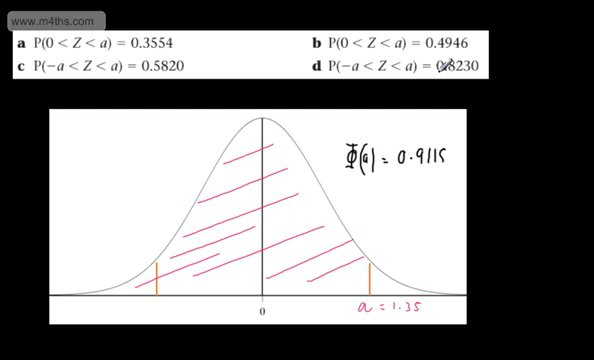 www.m4ths.com
a P(0 < Z < a) = 0.3554
b P(0 < Z < a) = 0.4946
c P(−a < Z < a) = 0.5820
d P(−a < Z < a) = 0.8230
Φ(a) = 0.9115
0
a = 1.35